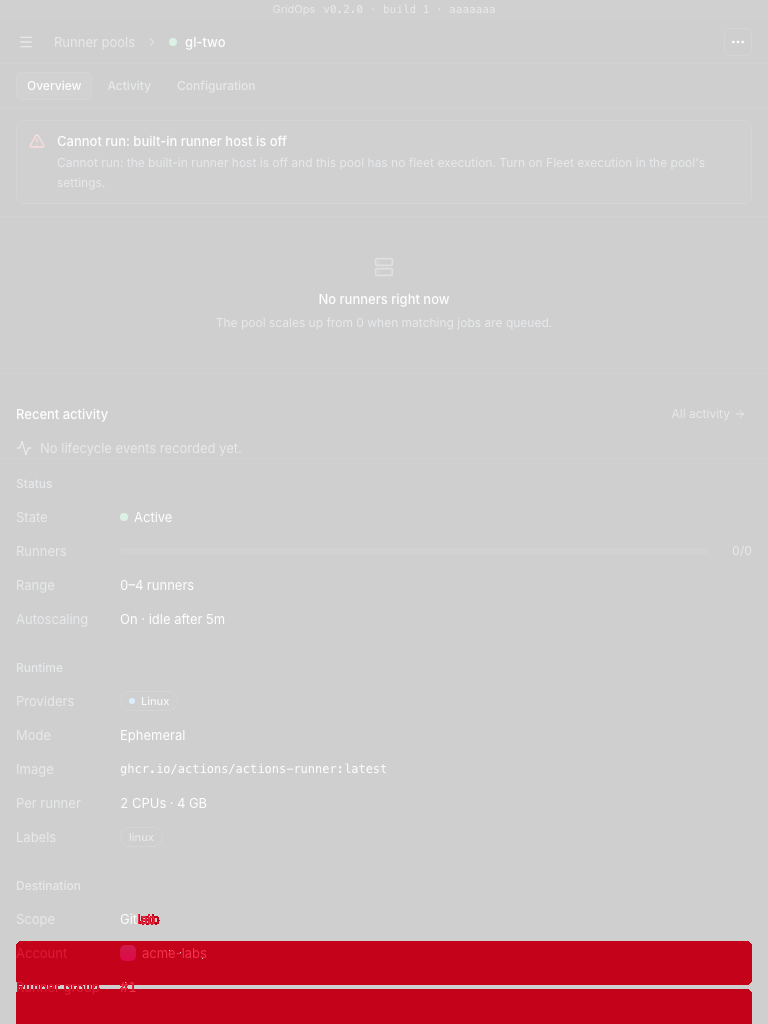 GridOps v0.2.0 · build 1 · aaaaaaa
Runner pools > gl-two
Overview Activity Configuration
Cannot run: built-in runner host is off
Cannot run: the built-in runner host is off and this pool has no fleet execution. Turn on Fleet execution in the pool's
settings.
No runners right now
The pool scales up from 0 when matching jobs are queued.
Recent activity All activity →
No lifecycle events recorded yet.
Status
State Active
Runners 0/0
Range 0–4 runners
Autoscaling On · idle after 5m
Runtime
Providers Linux
Mode Ephemeral
Image ghcr.io/actions/actions-runner:latest
Per runner 2 CPUs · 4 GB
Labels linux
Destination
Scope
Account acme-labs
Runner group #1